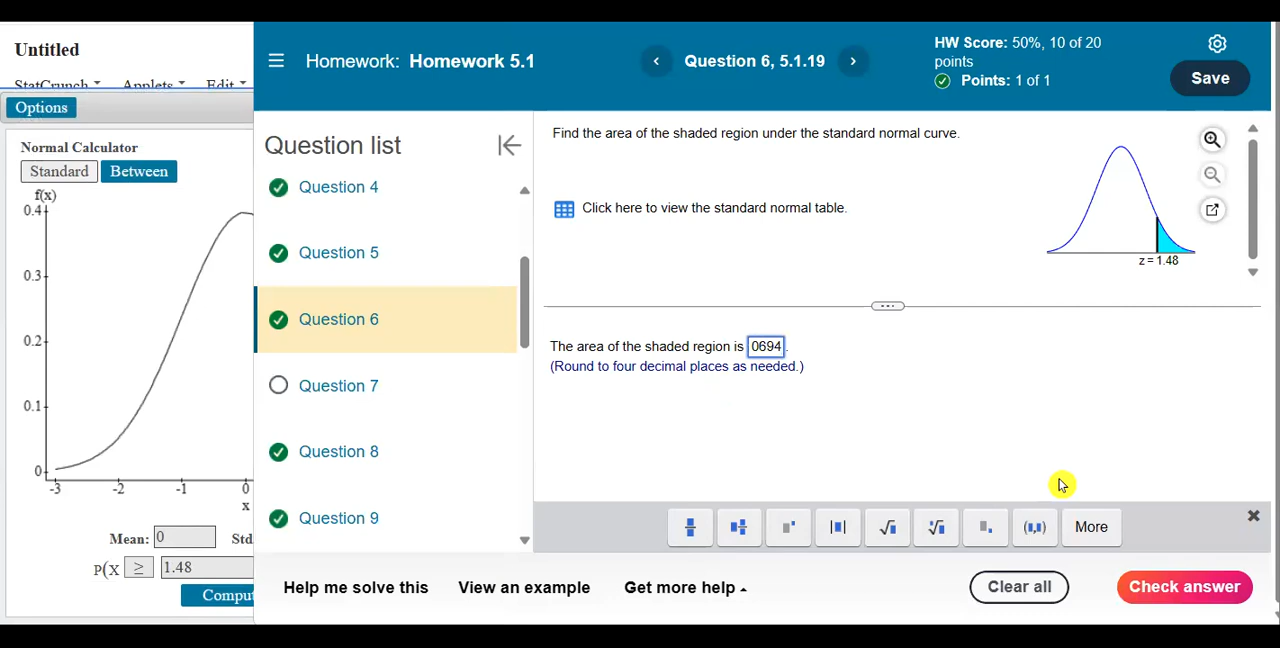 Untitled
StatCrunch Applets Edit
Options
Normal Calculator
Standard Between
f(x)
0.4
0.3
0.2
0.1
0
-3 -2 -1 0
x
Mean: 0 Std
P(X ≥ 1.48
Comput
Homework: Homework 5.1
Question 6, 5.1.19
HW Score: 50%, 10 of 20
points
Points: 1 of 1
Save
Question list
Question 4
Question 5
Question 6
Question 7
Question 8
Question 9
Find the area of the shaded region under the standard normal curve.
Click here to view the standard normal table.
z = 1.48
The area of the shaded region is 0694.
(Round to four decimal places as needed.)
(▮,▮) More
Help me solve this View an example Get more help
Clear all Check answer